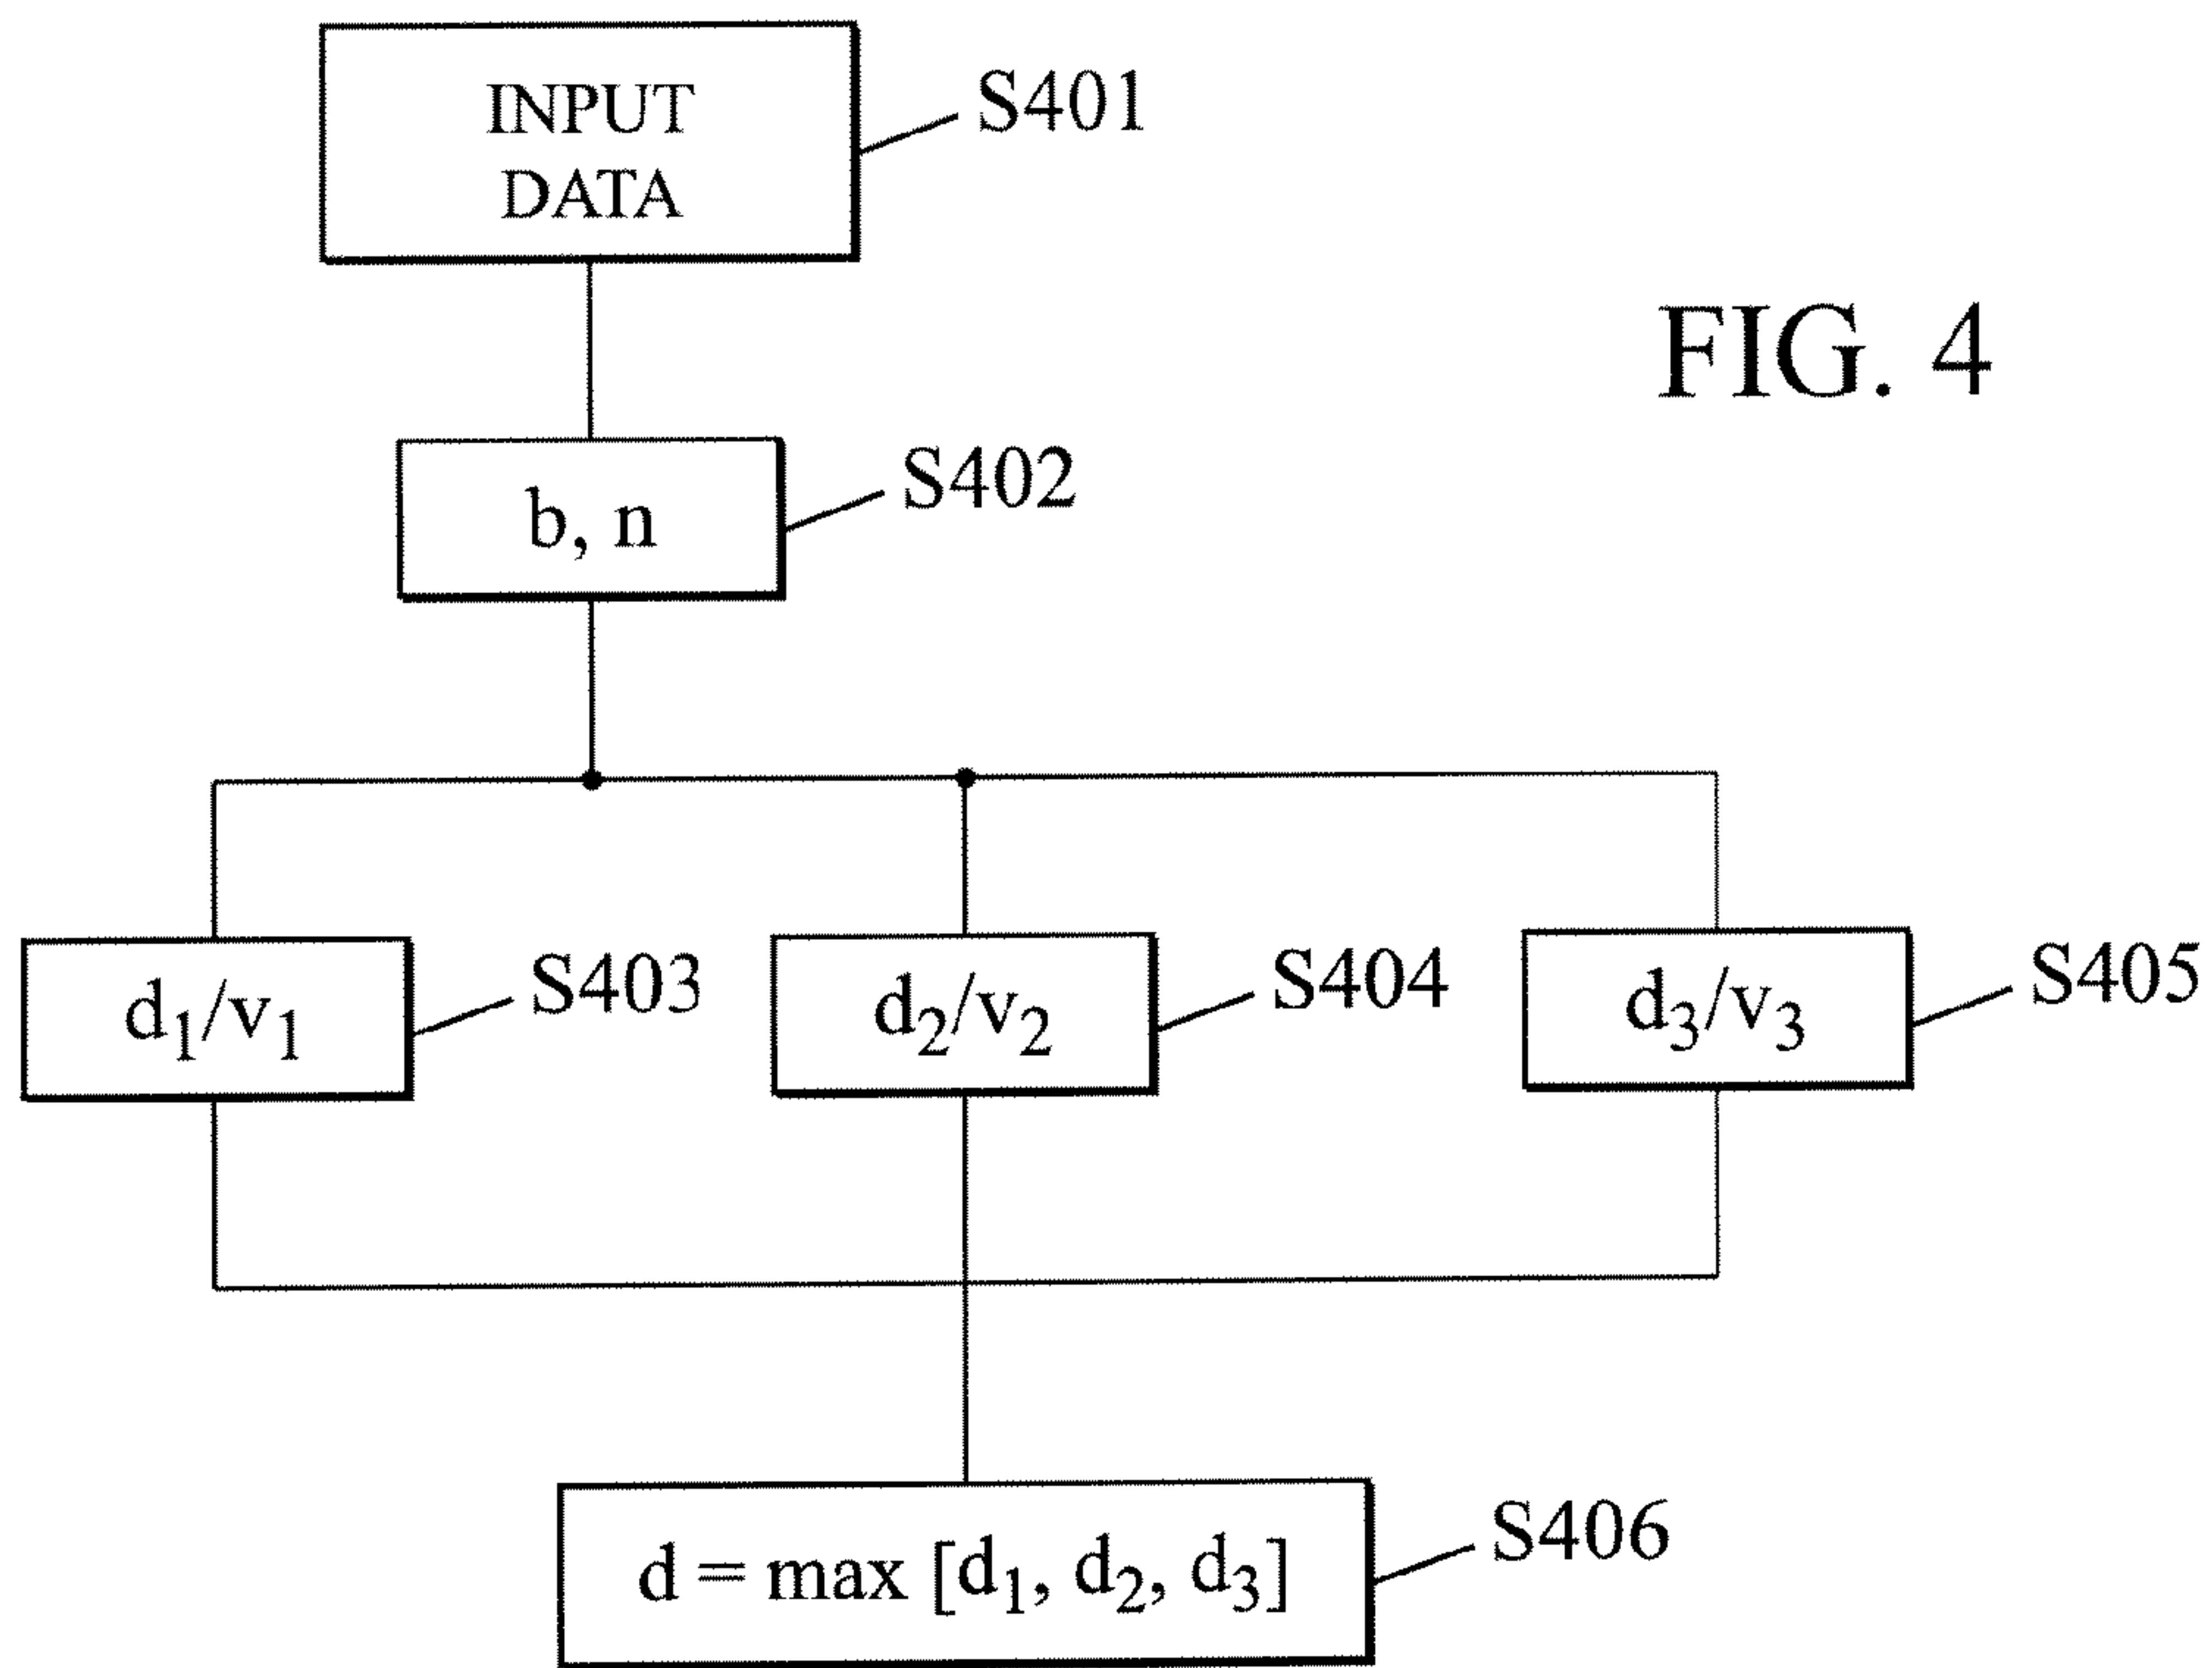 INPUT
DATA
S401
FIG. 4
b, n
S402
d₁/v₁
S403
d₂/v₂
S404
d₃/v₃
S405
d = max [d₁, d₂, d₃]
S406